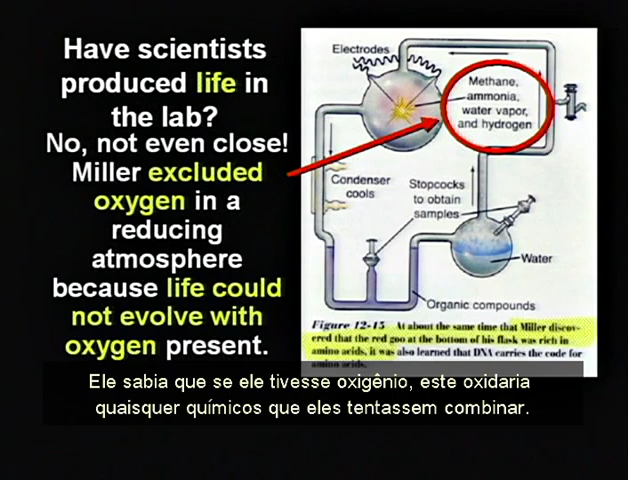 Have scientists
produced life in
the lab?
No, not even close!
Miller excluded
oxygen in a
reducing
atmosphere
because life could
not evolve with
oxygen present.
Electrodes
Methane,
ammonia,
water vapor,
and hydrogen
Condenser
cools
Stopcocks
to obtain
samples
Water
Organic compounds
Figure 12-15 At about the same time that Miller discov-
ered that the red goo at the bottom of his flask was rich in
amino acids, it was also learned that DNA carries the code for
amino acids.
Ele sabia que se ele tivesse oxigênio, este oxidaria
quaisquer químicos que eles tentassem combinar.